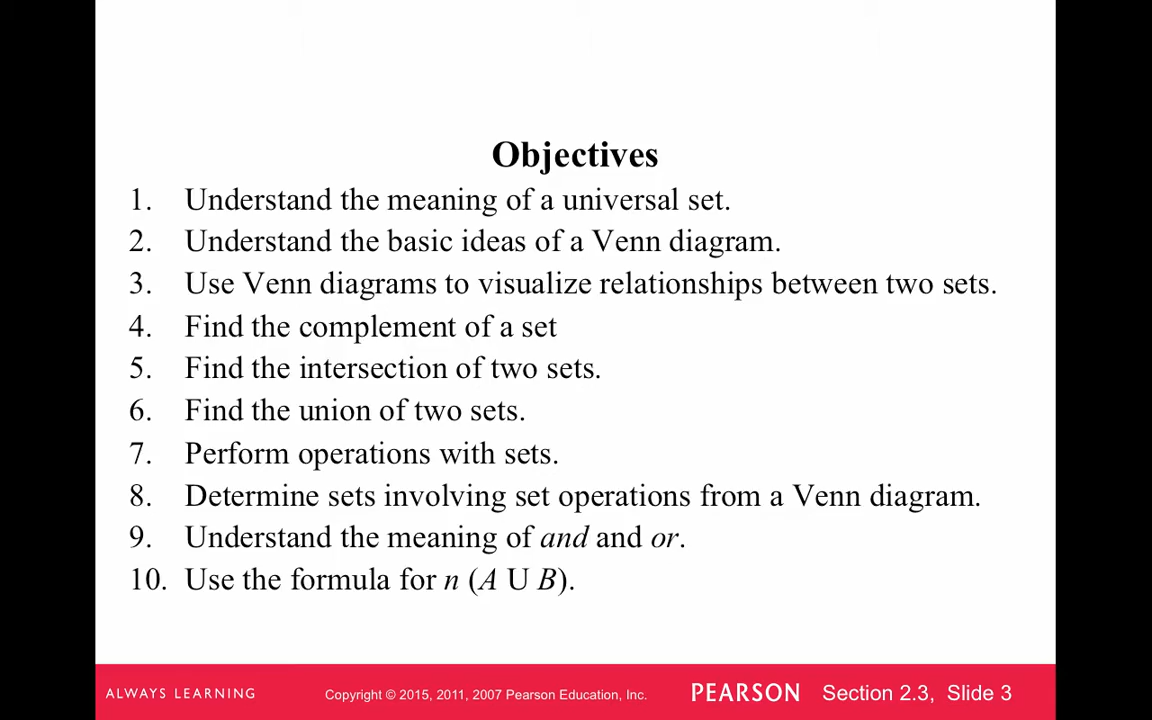 Objectives
1. Understand the meaning of a universal set.
2. Understand the basic ideas of a Venn diagram.
3. Use Venn diagrams to visualize relationships between two sets.
4. Find the complement of a set
5. Find the intersection of two sets.
6. Find the union of two sets.
7. Perform operations with sets.
8. Determine sets involving set operations from a Venn diagram.
9. Understand the meaning of and and or.
10. Use the formula for n (A U B).
ALWAYS LEARNING Copyright © 2015, 2011, 2007 Pearson Education, Inc. PEARSON Section 2.3, Slide 3